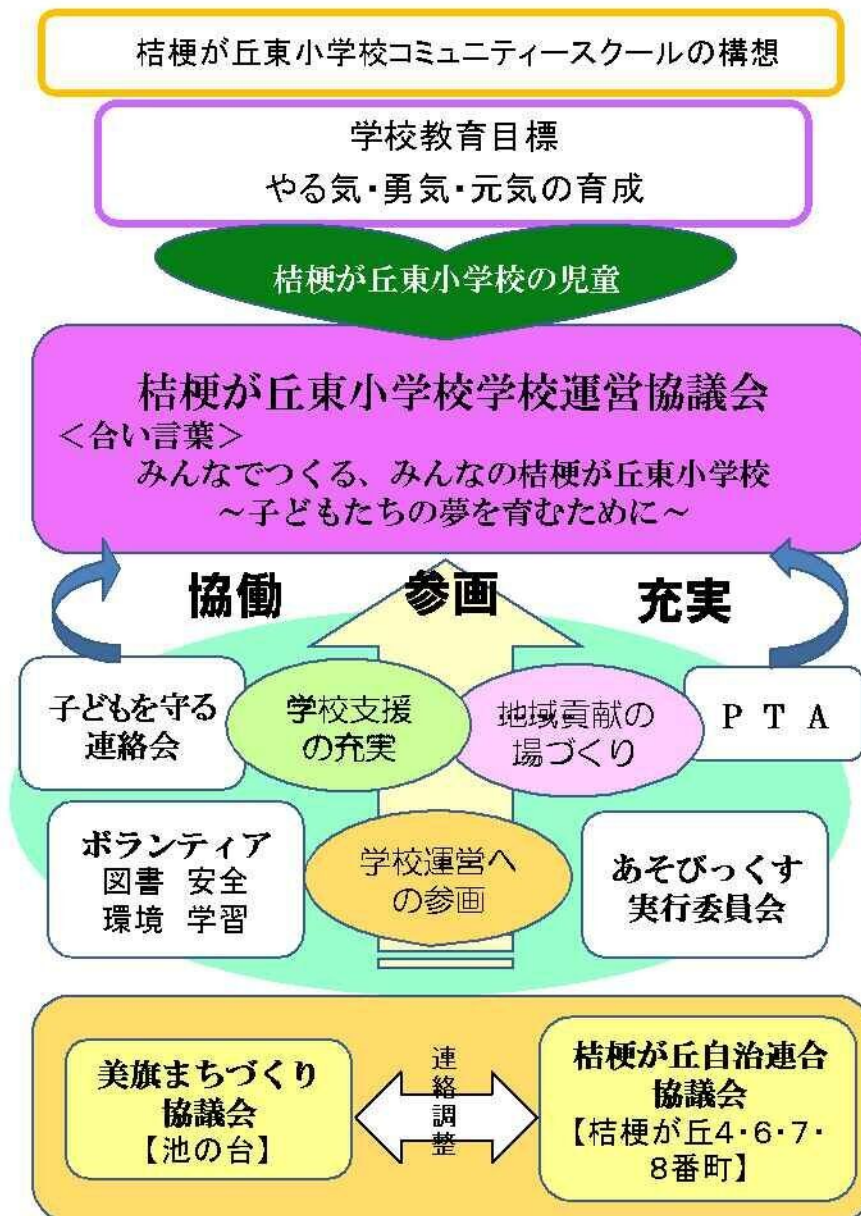 桔梗が丘東小学校コミュニティースクールの構想
学校教育目標
やる気・勇気・元気の育成
桔梗が丘東小学校の児童
桔梗が丘東小学校学校運営協議会
＜合い言葉＞
みんなでつくる、みんなの桔梗が丘東小学校
～子どもたちの夢を育むために～
協働
参画
充実
子どもを守る
連絡会
学校支援
の充実
地域貢献の
場づくり
ＰＴＡ
ボランティア
図書 安全
環境 学習
学校運営へ
の参画
あそびっくす
実行委員会
美旗まちづくり
協議会
【池の台】
連絡調整
桔梗が丘自治連合
協議会
【桔梗が丘4・6・7・
8番町】